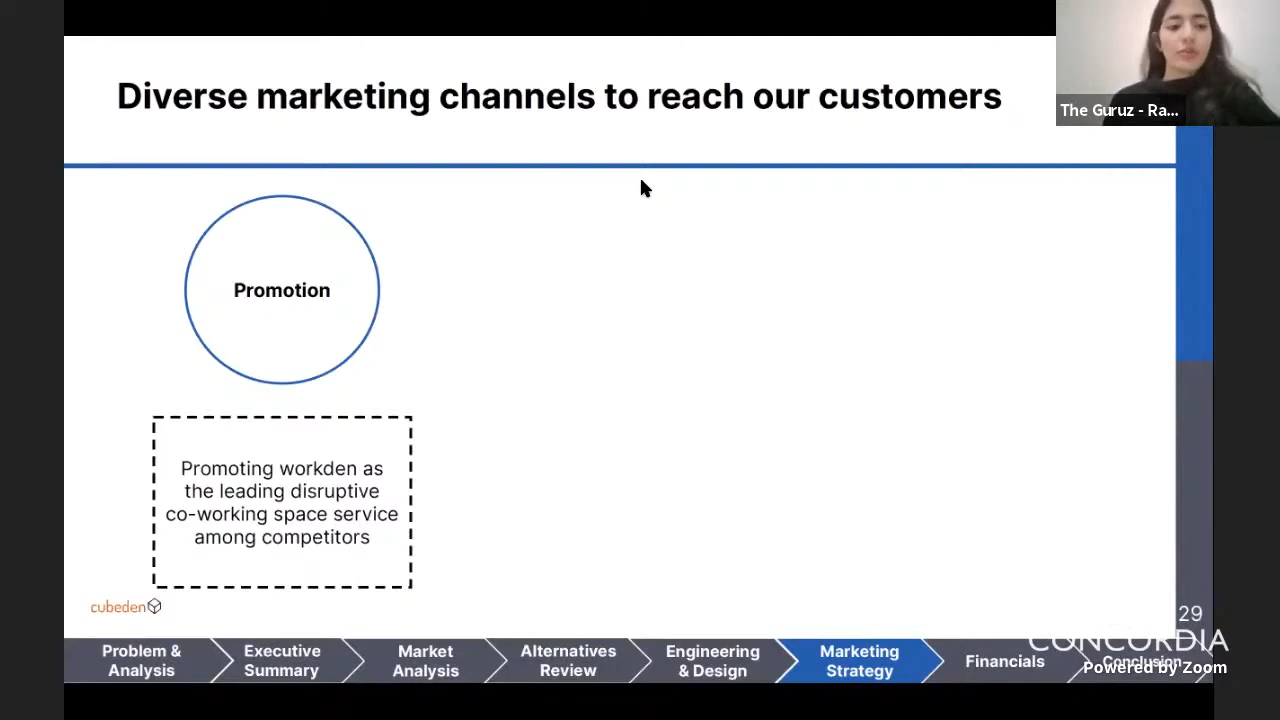 Diverse marketing channels to reach our customers
The Guruz - Ra...
Promotion
Promoting workden as
the leading disruptive
co-working space service
among competitors
cubeden
29
CONCORDIA
Problem &
Analysis
Executive
Summary
Market
Analysis
Alternatives
Review
Engineering
& Design
Marketing
Strategy
Financials
Conclusion
Powered by Zoom